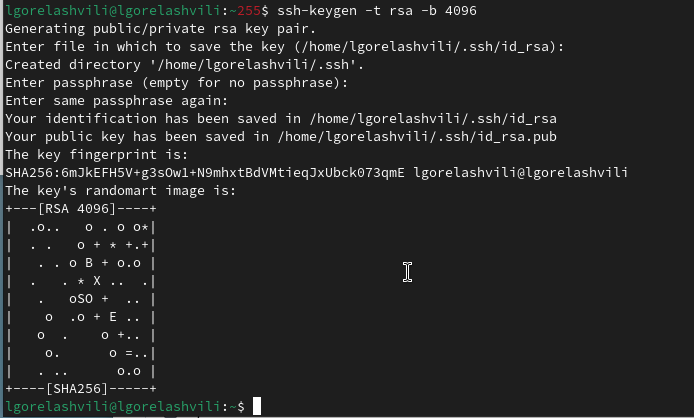 lgorelashvili@lgorelashvili:~255$ ssh-keygen -t rsa -b 4096
Generating public/private rsa key pair.
Enter file in which to save the key (/home/lgorelashvili/.ssh/id_rsa):
Created directory '/home/lgorelashvili/.ssh'.
Enter passphrase (empty for no passphrase):
Enter same passphrase again:
Your identification has been saved in /home/lgorelashvili/.ssh/id_rsa
Your public key has been saved in /home/lgorelashvili/.ssh/id_rsa.pub
The key fingerprint is:
SHA256:6mJkEFH5V+g3sOw1+N9mhxtBdVMtieqJxUbck073qmE lgorelashvili@lgorelashvili
The key's randomart image is:
+---[RSA 4096]----+
|  .o..   o . o o*|
|  . .   o + * +.+|
|   . . o B + o.o |
|  .   . * X ..  .|
|   .   oSO +  .. |
|    o  .o + E .. |
|   o  .    o +.. |
|    o.      o =..|
|   . ..      o.o |
+----[SHA256]-----+
lgorelashvili@lgorelashvili:~$